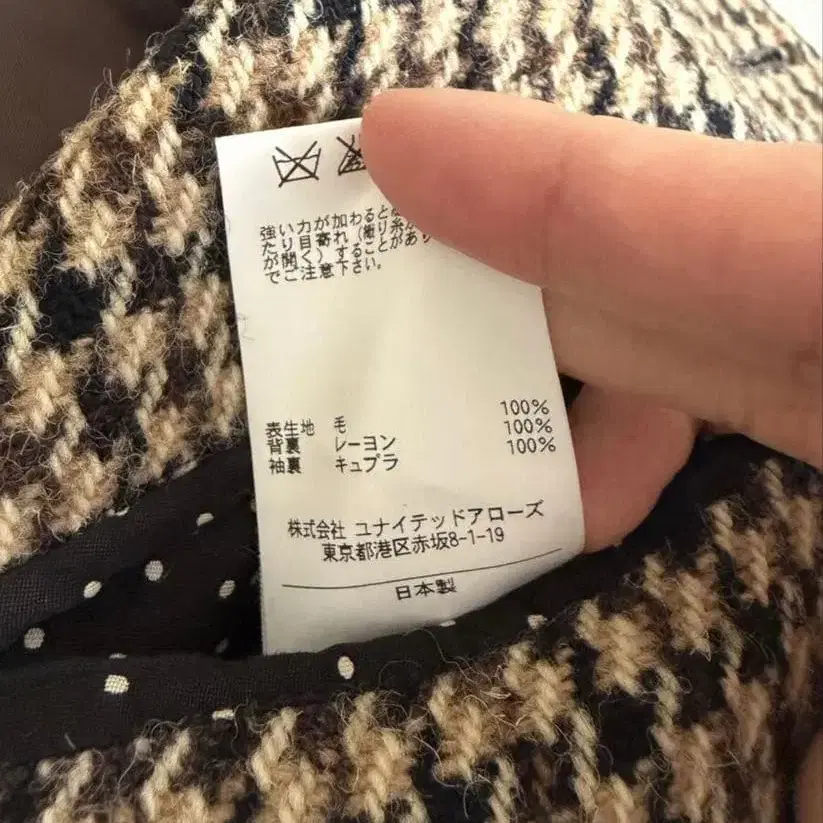 強い力が加わると
たり目寄れ（縫り糸
が開く）することがあり
でご注意下さい。
表生地 毛 100%
背裏 レーヨン 100%
袖裏 キュプラ 100%
株式会社 ユナイテッドアローズ
東京都港区赤坂8-1-19
日本製